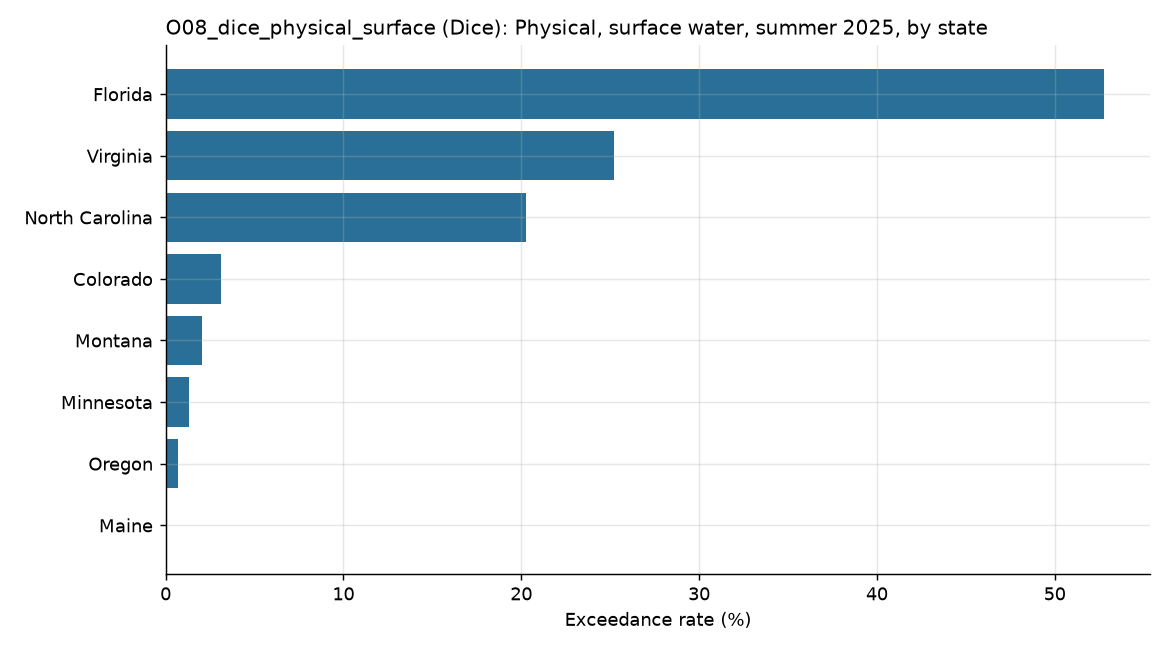 O08_dice_physical_surface (Dice): Physical, surface water, summer 2025, by state
Florida
Virginia
North Carolina
Colorado
Montana
Minnesota
Oregon
Maine
0 10 20 30 40 50
Exceedance rate (%)